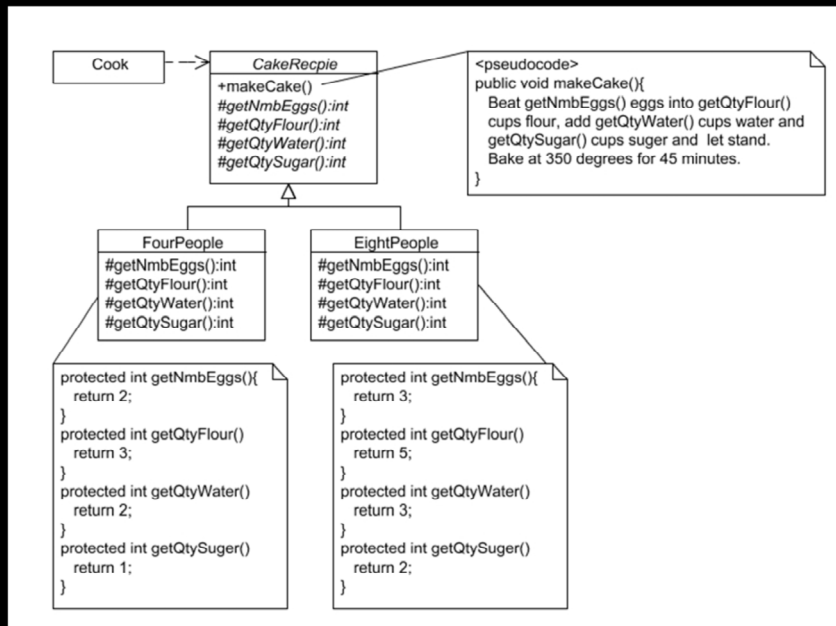 Cook
CakeRecpie
+makeCake()
#getNmbEggs():int
#getQtyFlour():int
#getQtyWater():int
#getQtySugar():int
<pseudocode>
public void makeCake(){
Beat getNmbEggs() eggs into getQtyFlour()
cups flour, add getQtyWater() cups water and
getQtySugar() cups suger and let stand.
Bake at 350 degrees for 45 minutes.
}
FourPeople
#getNmbEggs():int
#getQtyFlour():int
#getQtyWater():int
#getQtySugar():int
EightPeople
#getNmbEggs():int
#getQtyFlour():int
#getQtyWater():int
#getQtySugar():int
protected int getNmbEggs(){
return 2;
}
protected int getQtyFlour()
return 3;
}
protected int getQtyWater()
return 2;
}
protected int getQtySuger()
return 1;
}
protected int getNmbEggs(){
return 3;
}
protected int getQtyFlour()
return 5;
}
protected int getQtyWater()
return 3;
}
protected int getQtySuger()
return 2;
}